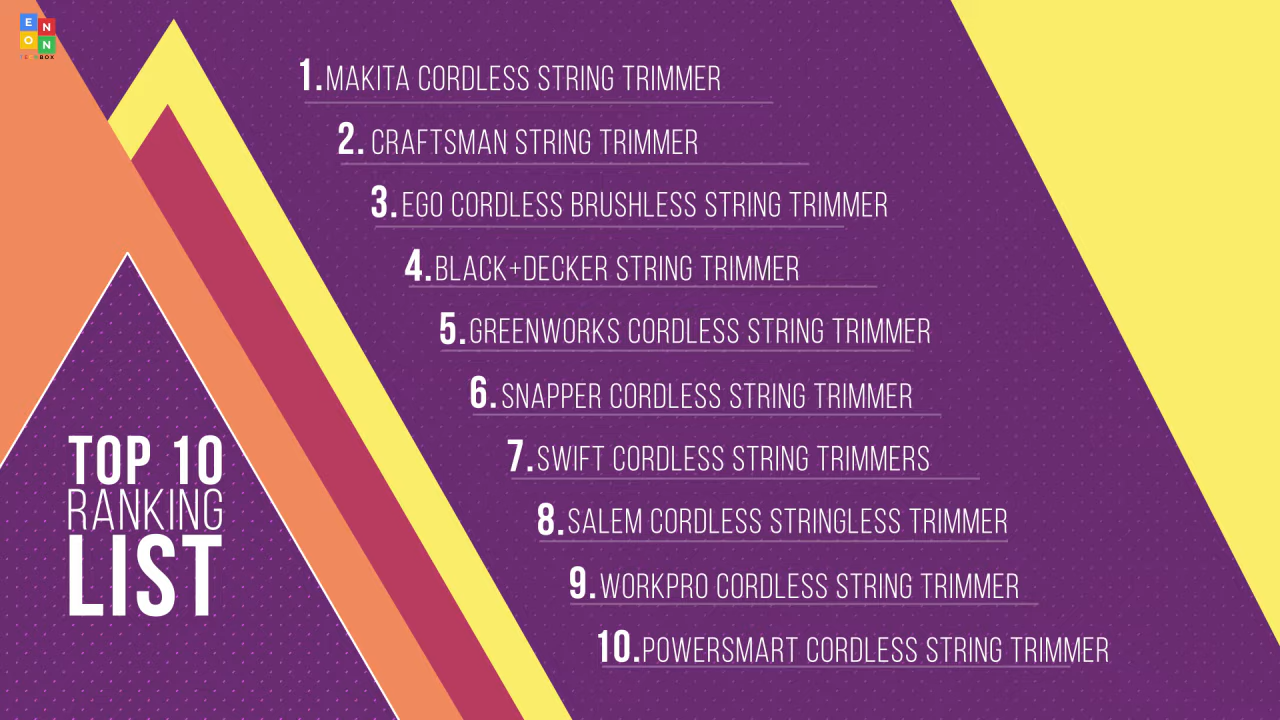 E N
O N
TECHBOX
1. MAKITA CORDLESS STRING TRIMMER
2. CRAFTSMAN STRING TRIMMER
3. EGO CORDLESS BRUSHLESS STRING TRIMMER
4. BLACK+DECKER STRING TRIMMER
5. GREENWORKS CORDLESS STRING TRIMMER
6. SNAPPER CORDLESS STRING TRIMMER
7. SWIFT CORDLESS STRING TRIMMERS
8. SALEM CORDLESS STRINGLESS TRIMMER
9. WORKPRO CORDLESS STRING TRIMMER
10. POWERSMART CORDLESS STRING TRIMMER
TOP 10
RANKING
LIST